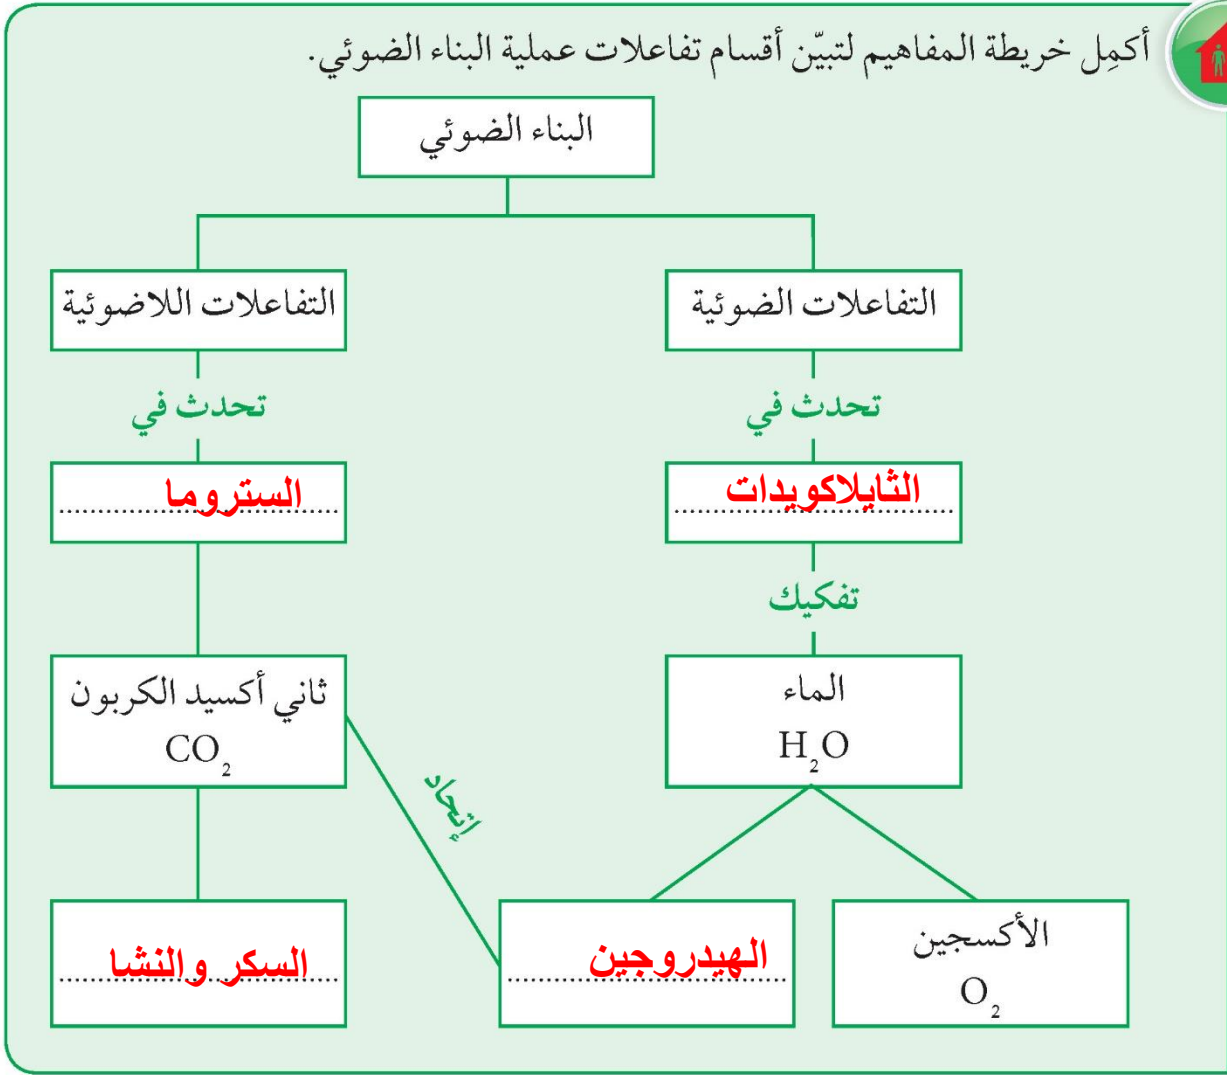 أكمِل خريطة المفاهيم لتبيّن أقسام تفاعلات عملية البناء الضوئي.
البناء الضوئي
التفاعلات الضوئية
التفاعلات اللاضوئية
تحدث في
تحدث في
الثايلاكويدات
الستروما
تفكيك
الماء
H₂O
ثاني أكسيد الكربون
CO₂
إتحاد
الأكسجين
O₂
الهيدروجين
السكر والنشا